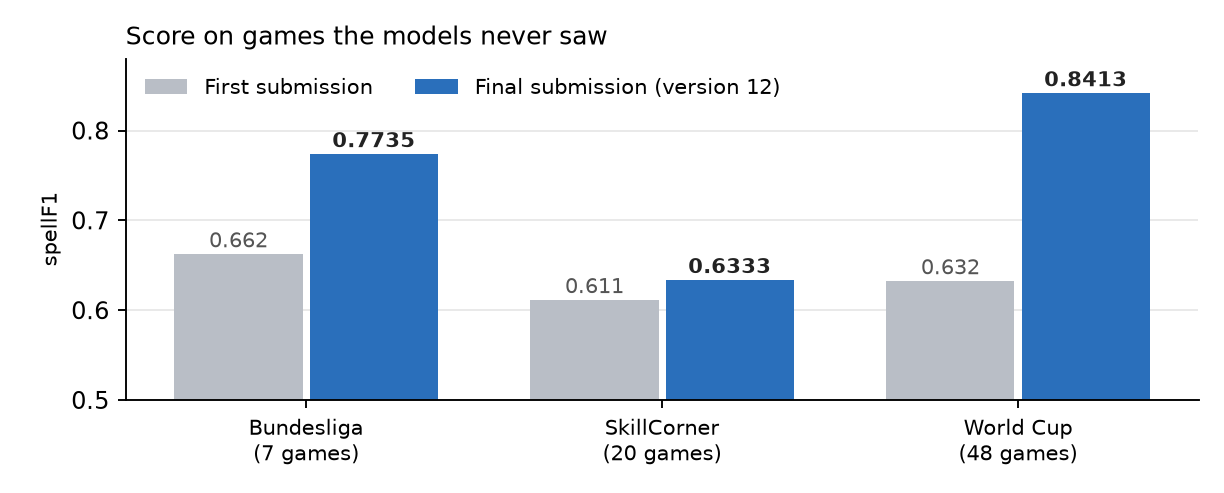 Score on games the models never saw
First submission
Final submission (version 12)
0.8413
0.8
0.7735
0.7
0.662
0.6333
0.632
0.611
0.6
0.5
spellF1
Bundesliga
(7 games)
SkillCorner
(20 games)
World Cup
(48 games)